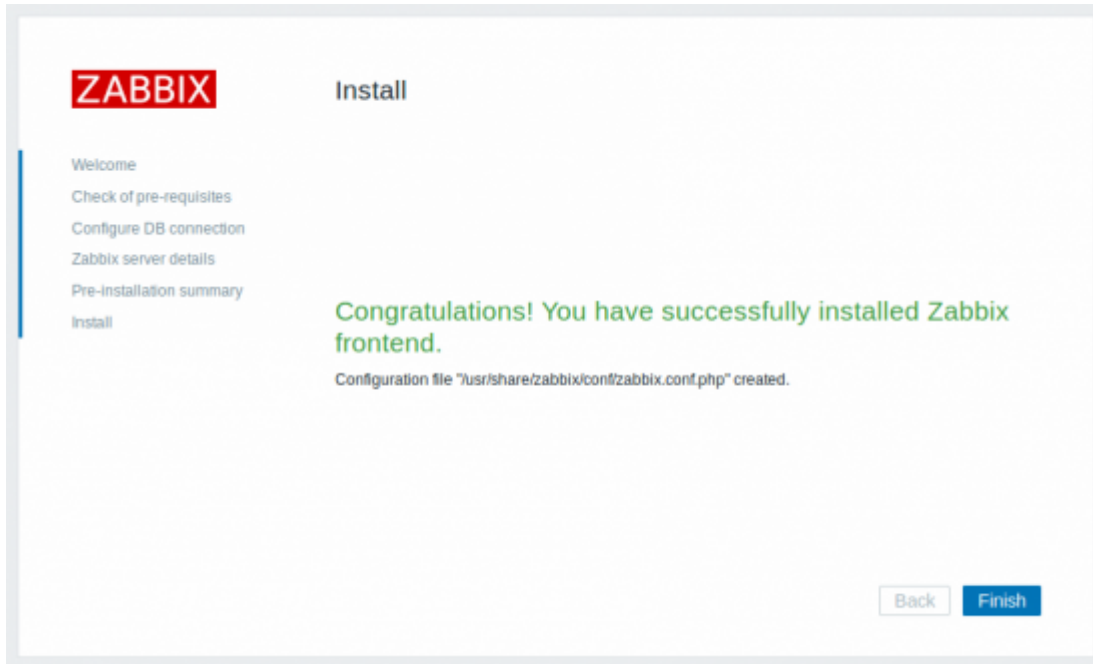 ZABBIX
Install
Welcome
Check of pre-requisites
Configure DB connection
Zabbix server details
Pre-installation summary
Install
Congratulations! You have successfully installed Zabbix
frontend.
Configuration file "/usr/share/zabbix/conf/zabbix.conf.php" created.
Back
Finish